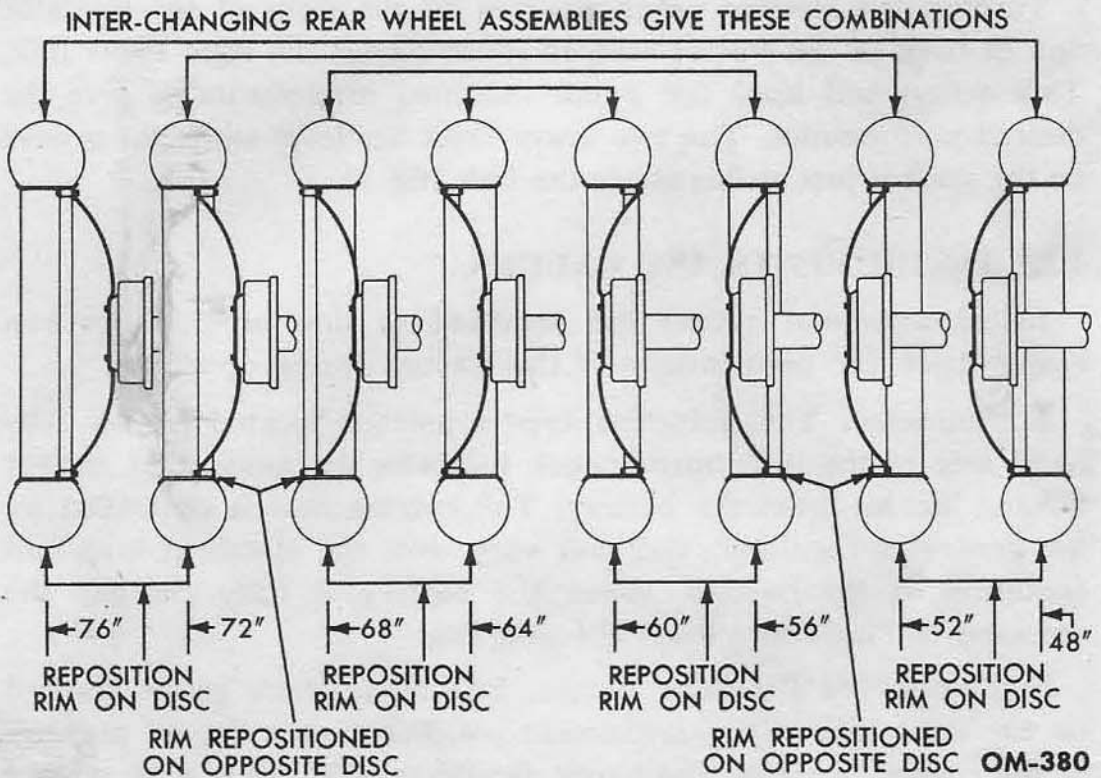 INTER-CHANGING REAR WHEEL ASSEMBLIES GIVE THESE COMBINATIONS
76″ 72″ 68″ 64″ 60″ 56″ 52″ 48″
REPOSITION
RIM ON DISC
REPOSITION
RIM ON DISC
REPOSITION
RIM ON DISC
REPOSITION
RIM ON DISC
RIM REPOSITIONED
ON OPPOSITE DISC
RIM REPOSITIONED
ON OPPOSITE DISC
OM-380